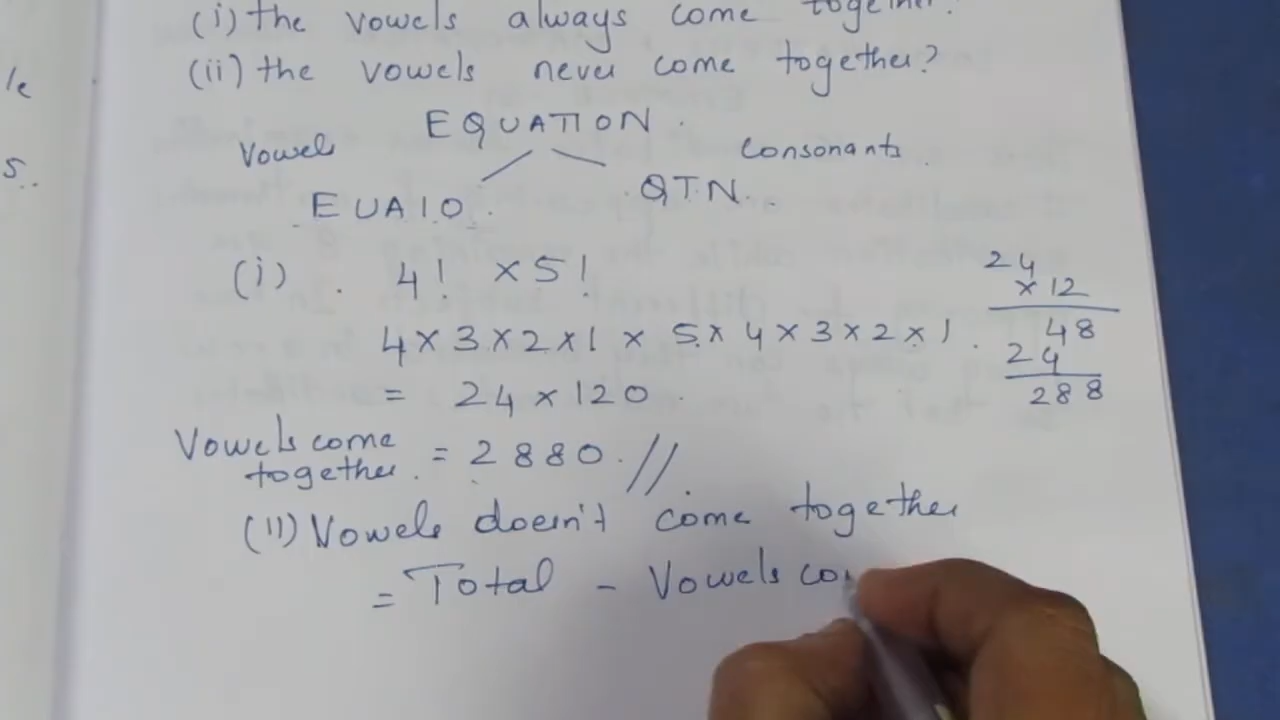 (i) the vowels always come together.
(ii) the vowels never come together?
EQUATION.
Vowels Consonants.
EUAIO. QTN.
(i). 4! × 5!
4 × 3 × 2 × 1 × 5 × 4 × 3 × 2 × 1.
= 24 × 120.
Vowels come
together. = 2880. //
(ii) Vowels doesn't come together
= Total - Vowels co
24
× 12
48
24
288
le
s..